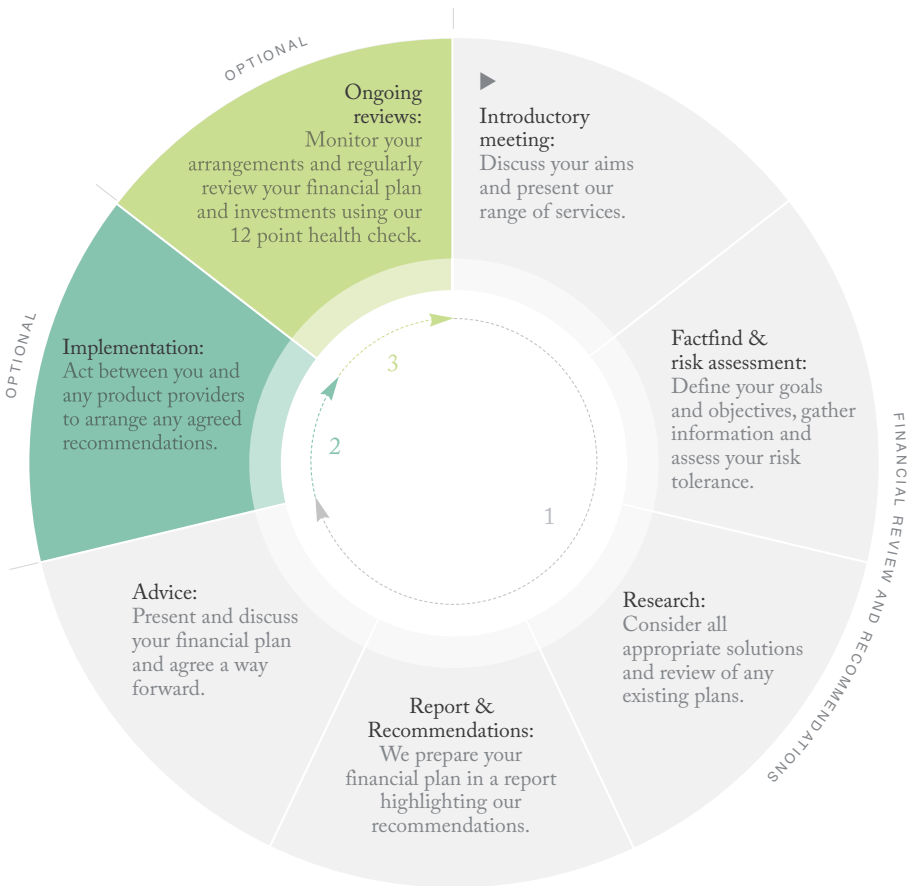 Introductory
meeting:
Discuss your aims
and present our
range of services.
Factfind &
risk assessment:
Define your goals
and objectives, gather
information and
assess your risk
tolerance.
Research:
Consider all
appropriate solutions
and review of any
existing plans.
Report &
Recommendations:
We prepare your
financial plan in a report
highlighting our
recommendations.
Advice:
Present and discuss
your financial plan
and agree a way
forward.
FINANCIAL REVIEW AND RECOMMENDATIONS
1
OPTIONAL
Implementation:
Act between you and
any product providers
to arrange any agreed
recommendations.
2
OPTIONAL
Ongoing
reviews:
Monitor your
arrangements and regularly
review your financial plan
and investments using our
12 point health check.
3